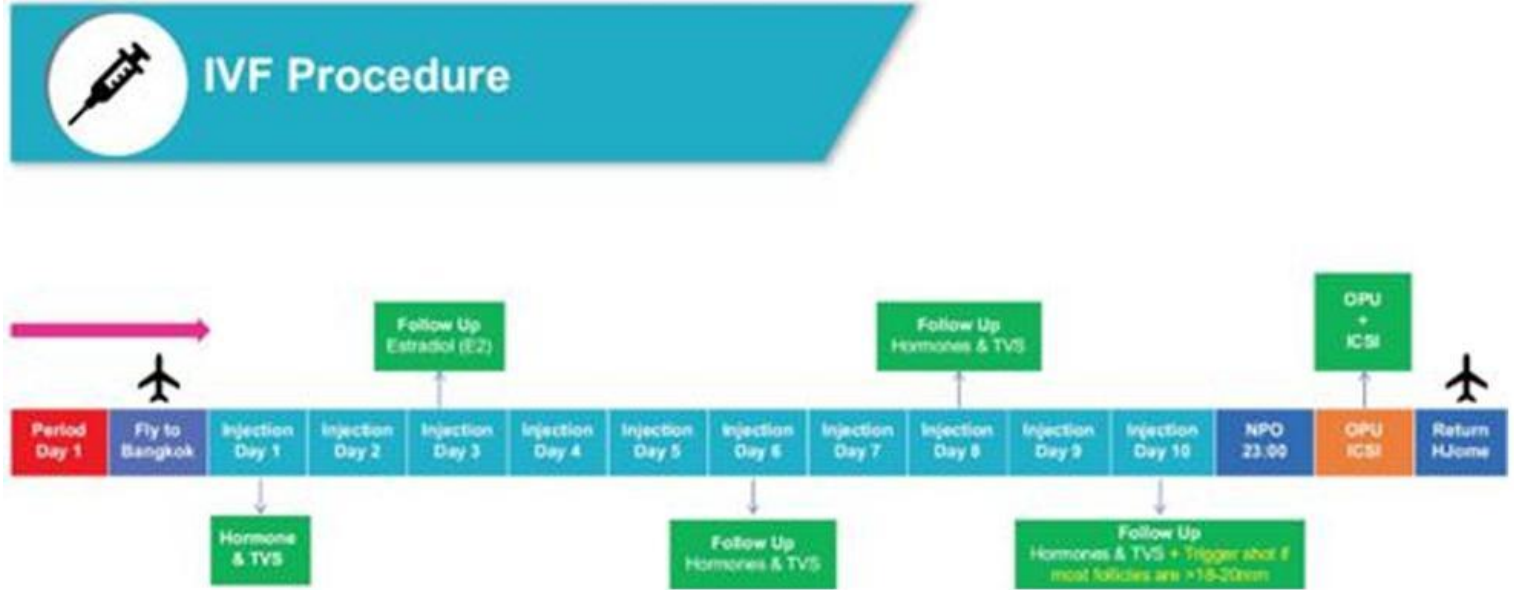 IVF Procedure
OPU
+
ICSI
Follow Up
Estradiol (E2)
Follow Up
Hormones & TVS
Period
Day 1
Fly to
Bangkok
Injection
Day 1
Injection
Day 2
Injection
Day 3
Injection
Day 4
Injection
Day 5
Injection
Day 6
Injection
Day 7
Injection
Day 8
Injection
Day 9
Injection
Day 10
NPO
23:00
OPU
ICSI
Return
HJome
Hormone
& TVS
Follow Up
Hormones & TVS
Follow Up
Hormones & TVS + Trigger shot if
most follicles are >18-20mm